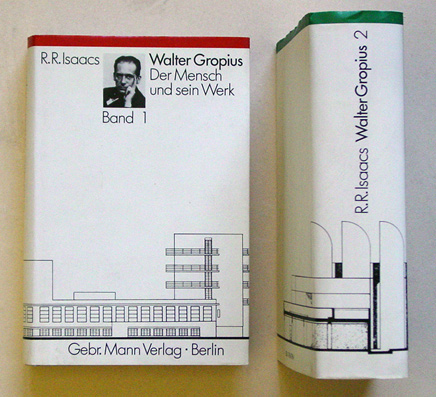 R.R.Isaacs
Walter Gropius
Der Mensch
und sein Werk
Band 1
Gebr. Mann Verlag · Berlin
R.R.Isaacs Walter Gropius 2